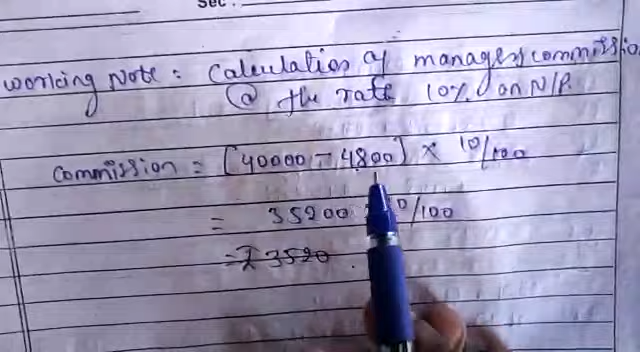 Sec :
Working Note : Calculation of managers commission
@ the rate 10% on N/P.
Commission = [40000 - 4800] × 10/100
= 35200 10/100
= ₹ 3520